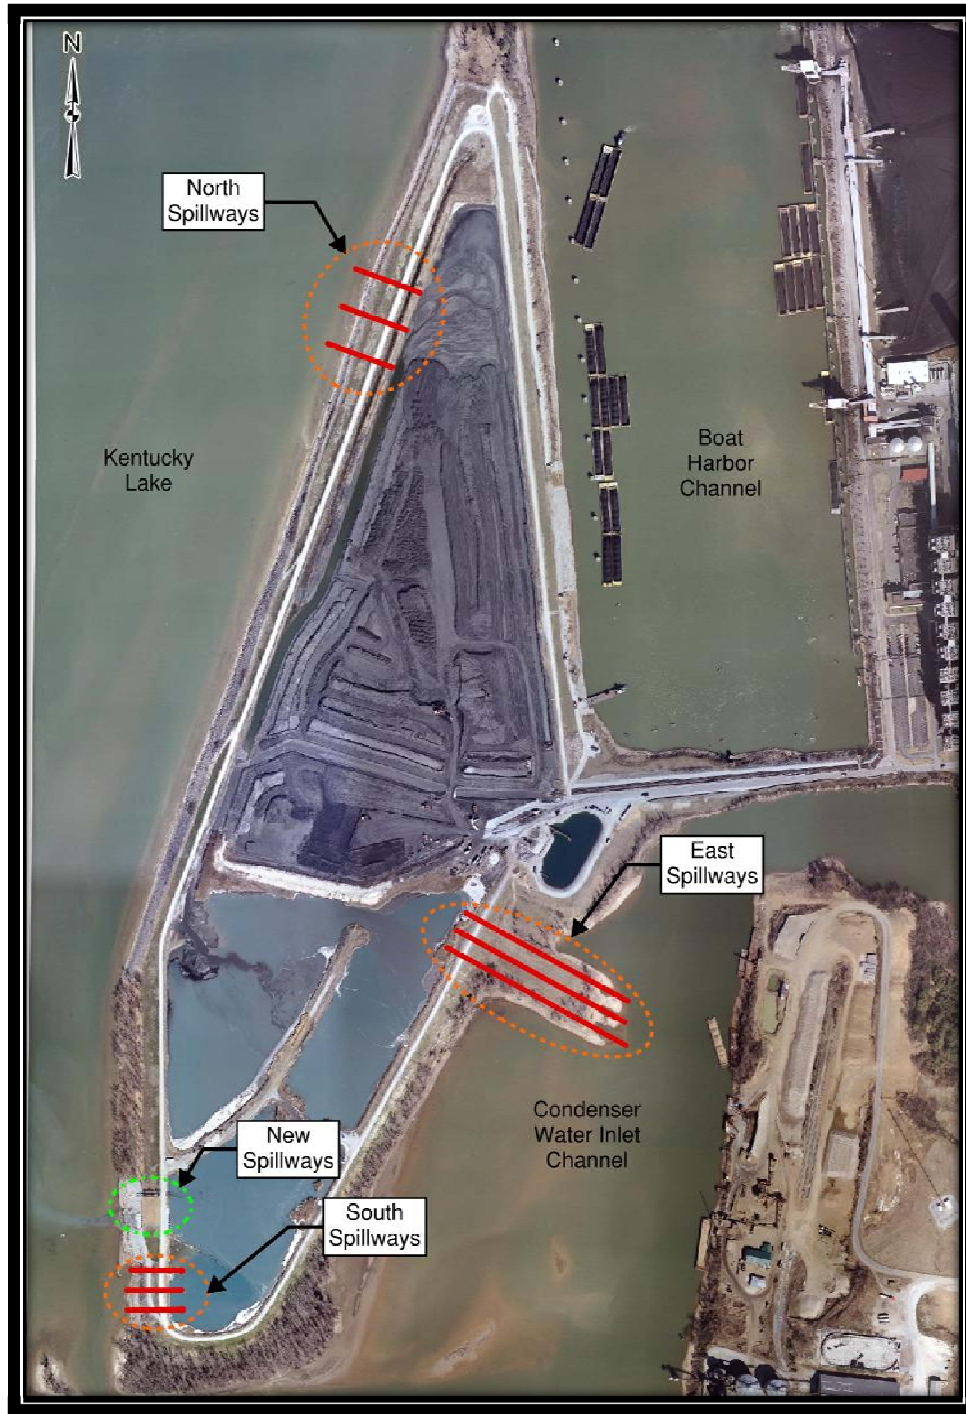 N
North
Spillways
Kentucky
Lake
Boat
Harbor
Channel
East
Spillways
Condenser
Water Inlet
Channel
New
Spillways
South
Spillways